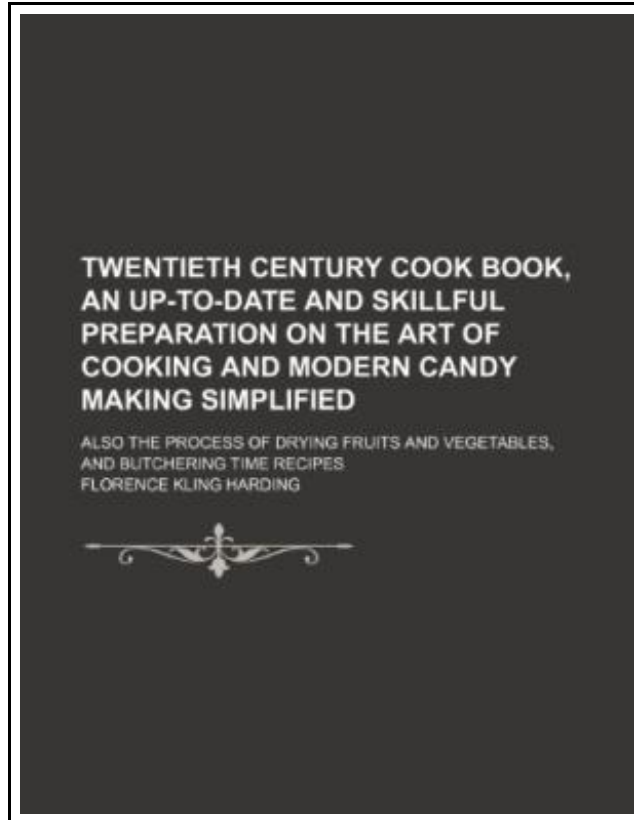 TWENTIETH CENTURY COOK BOOK,
AN UP-TO-DATE AND SKILLFUL
PREPARATION ON THE ART OF
COOKING AND MODERN CANDY
MAKING SIMPLIFIED
ALSO THE PROCESS OF DRYING FRUITS AND VEGETABLES,
AND BUTCHERING TIME RECIPES
FLORENCE KLING HARDING